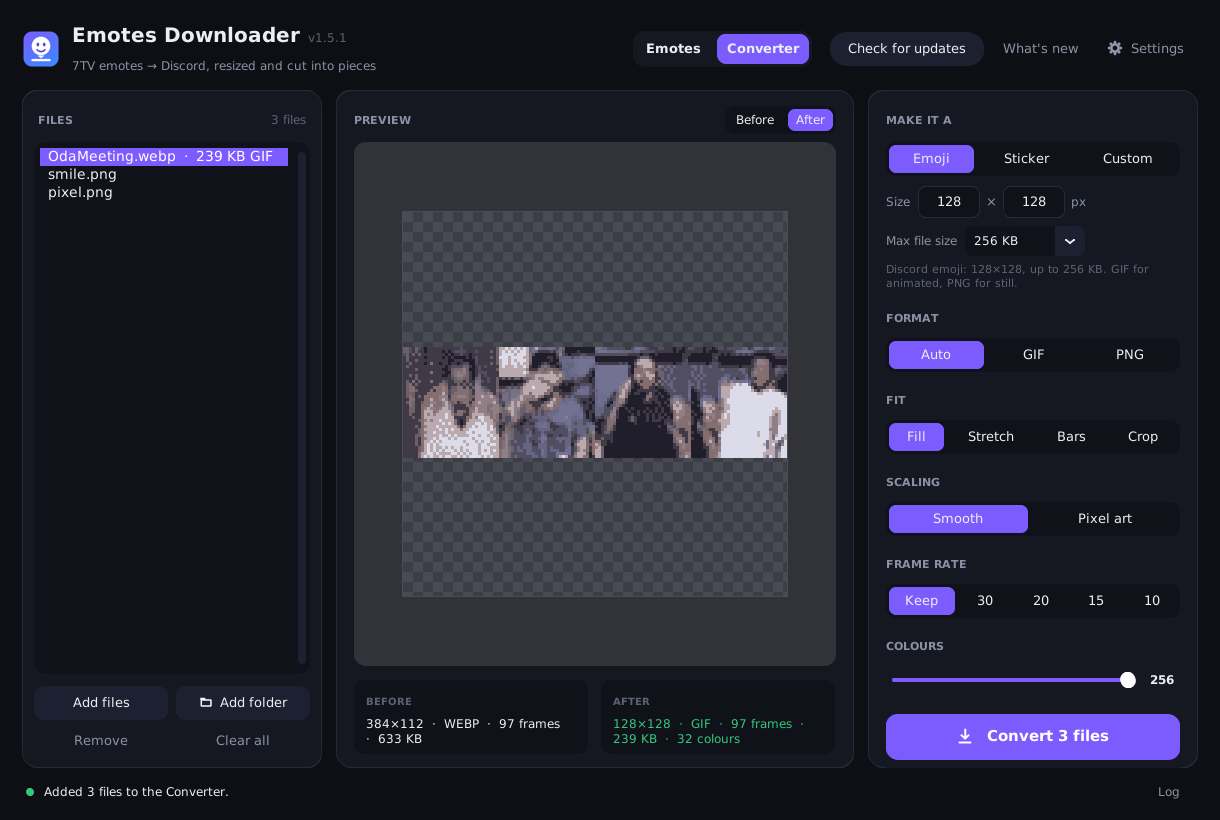 Emotes Downloader v1.5.1
7TV emotes → Discord, resized and cut into pieces
Emotes
Converter
Check for updates
What's new
Settings
FILES
3 files
OdaMeeting.webp · 239 KB GIF
smile.png
pixel.png
Add files
Add folder
Remove
Clear all
PREVIEW
Before
After
BEFORE
384×112 · WEBP · 97 frames
· 633 KB
AFTER
128×128 · GIF · 97 frames ·
239 KB · 32 colours
MAKE IT A
Emoji
Sticker
Custom
Size 128 × 128 px
Max file size 256 KB
Discord emoji: 128×128, up to 256 KB. GIF for
animated, PNG for still.
FORMAT
Auto
GIF
PNG
FIT
Fill
Stretch
Bars
Crop
SCALING
Smooth
Pixel art
FRAME RATE
Keep
30
20
15
10
COLOURS
256
Convert 3 files
Added 3 files to the Converter.
Log